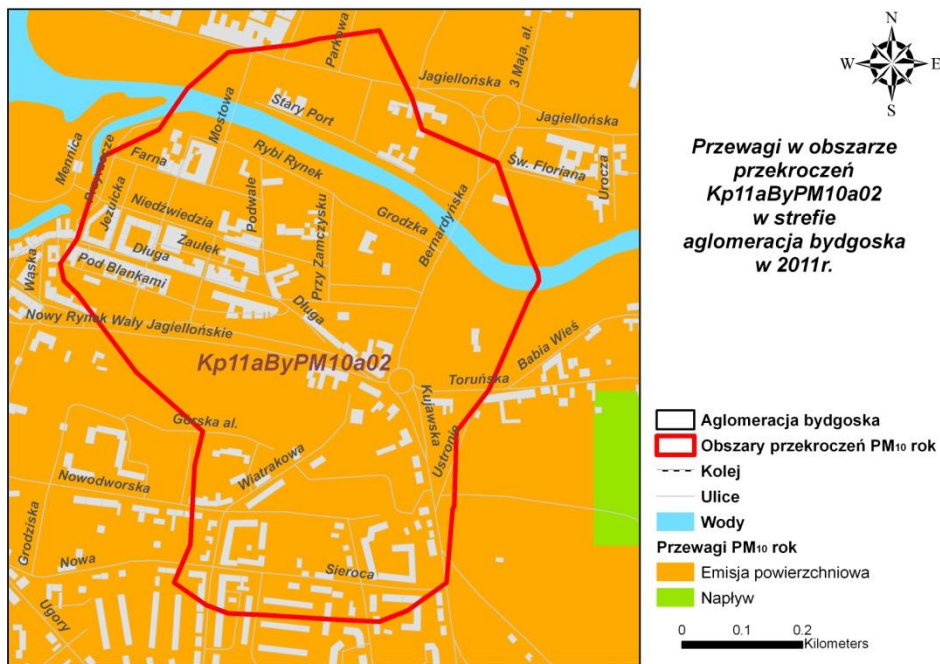 Parkowa
3 Maja, al.
Jagiellońska
Jagiellońska
Stary Port
Mostowa
Mennica
Przyrzecze
Farna
Rybi Rynek
Św. Floriana
Urocza
Jezuicka
Niedźwiedzia
Podwale
Przy Zamczysku
Grodzka
Bernardyńska
Zaułek
Długa
Pod Blankami
Waska
Długa
Nowy Rynek Wały Jagiellońskie
Babia Wieś
Kp11aByPM10a02
Toruńska
Kujawska
Górska al.
Ustronie
Wiatrakowa
Nowodworska
Grodziska
Nowa
Sieroca
Ugory
N
W
E
S
Przewagi w obszarze
przekroczeń
Kp11aByPM10a02
w strefie
aglomeracja bydgoska
w 2011r.
Aglomeracja bydgoska
Obszary przekroczeń PM10 rok
Kolej
Ulice
Wody
Przewagi PM10 rok
Emisja powierzchniowa
Napływ
0 0.1 0.2
Kilometers